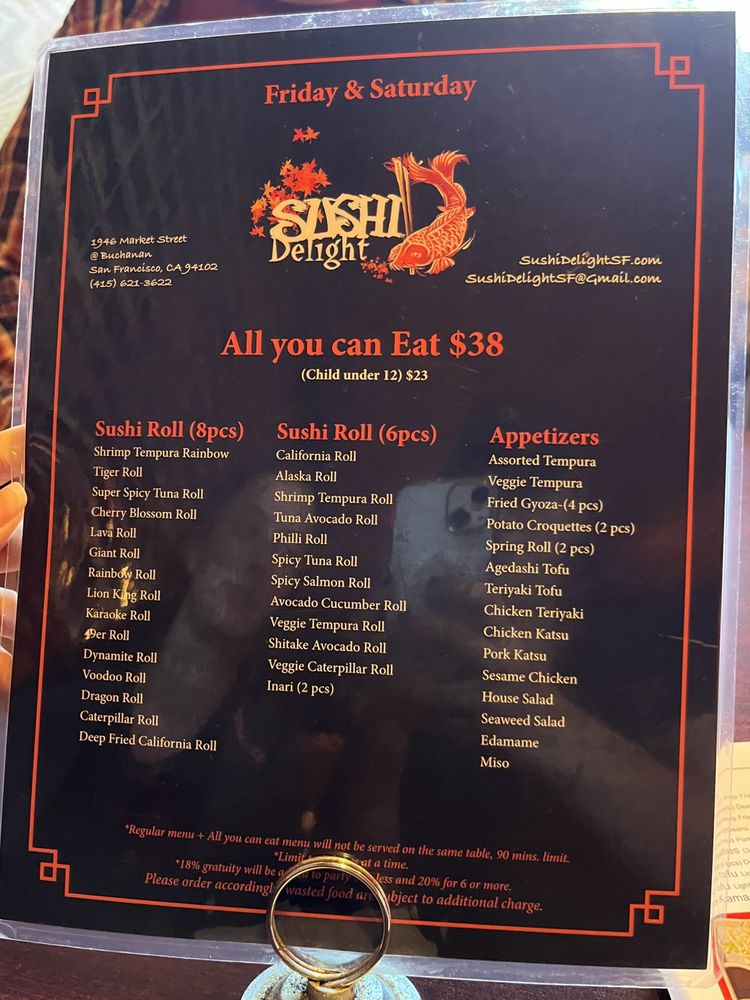 Friday & Saturday
SUSHI
Delight
1946 Market Street
@ Buchanan
San Francisco, CA 94102
(415) 621-3622
SushiDelightSF.com
SushiDelightSF@Gmail.com
All you can Eat $38
(Child under 12) $23
Sushi Roll (8pcs)
Shrimp Tempura Rainbow
Tiger Roll
Super Spicy Tuna Roll
Cherry Blossom Roll
Lava Roll
Giant Roll
Rainbow Roll
Lion King Roll
Karaoke Roll
49er Roll
Dynamite Roll
Voodoo Roll
Dragon Roll
Caterpillar Roll
Deep Fried California Roll
Sushi Roll (6pcs)
California Roll
Alaska Roll
Shrimp Tempura Roll
Tuna Avocado Roll
Philli Roll
Spicy Tuna Roll
Spicy Salmon Roll
Avocado Cucumber Roll
Veggie Tempura Roll
Shitake Avocado Roll
Veggie Caterpillar Roll
Inari (2 pcs)
Appetizers
Assorted Tempura
Veggie Tempura
Fried Gyoza-(4 pcs)
Potato Croquettes (2 pcs)
Spring Roll (2 pcs)
Agedashi Tofu
Teriyaki Tofu
Chicken Teriyaki
Chicken Katsu
Pork Katsu
Sesame Chicken
House Salad
Seaweed Salad
Edamame
Miso
*Regular menu + All you can eat menu will not be served on the same table, 90 mins. limit.
at a time.
*18% gratuity will be to party less and 20% for 6 or more.
Please order accordingly wasted food are subject to additional charge.